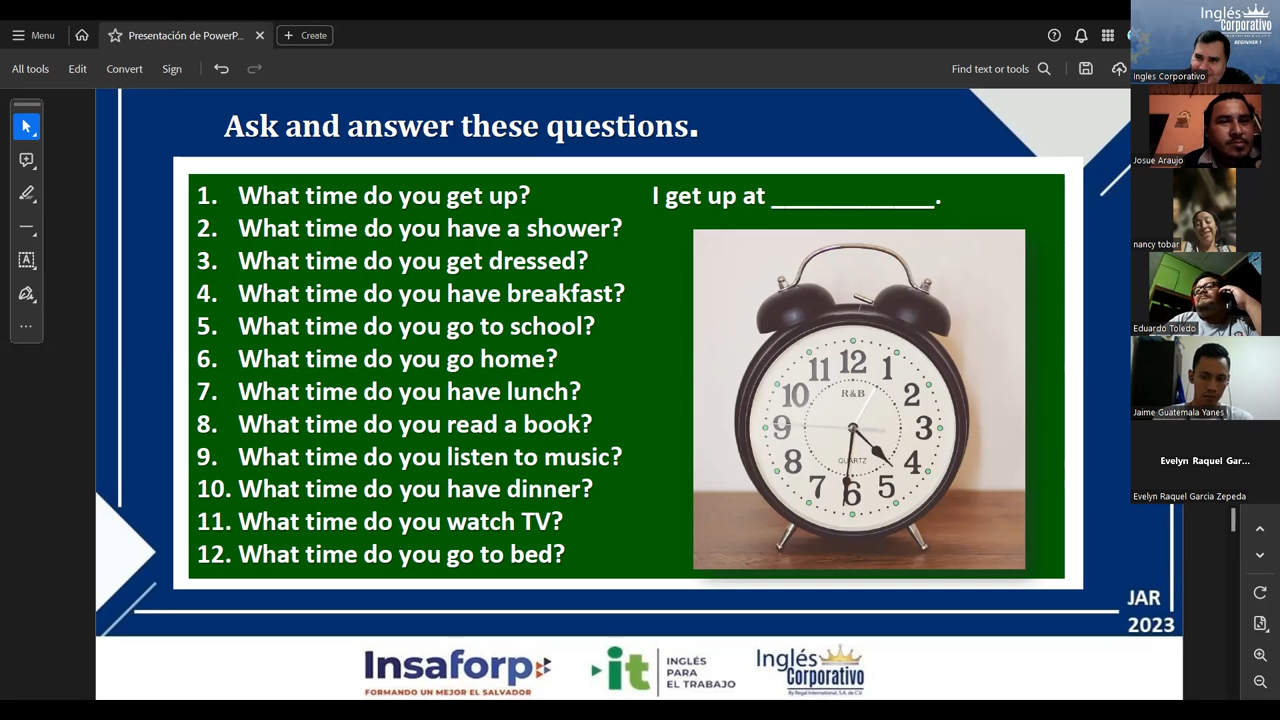 Menu
Presentación de PowerP...
Create
All tools
Edit
Convert
Sign
Find text or tools
Ask and answer these questions.
1. What time do you get up?
I get up at _____________.
2. What time do you have a shower?
3. What time do you get dressed?
4. What time do you have breakfast?
5. What time do you go to school?
6. What time do you go home?
7. What time do you have lunch?
8. What time do you read a book?
9. What time do you listen to music?
10. What time do you have dinner?
11. What time do you watch TV?
12. What time do you go to bed?
12
1
2
3
4
5
6
7
8
9
10
11
R&B
QUARTZ
JAR
2023
Insaforp
FORMANDO UN MEJOR EL SALVADOR
it
INGLÉS
PARA
EL TRABAJO
Inglés
Corporativo
By Regal International, S.A. de C.V.
Inglés
Corporativo
BEGINNER 1
Ingles Corporativo
Josue Araujo
nancy tobar
Eduardo Toledo
Jaime Guatemala Yanes
Evelyn Raquel Gar...
Evelyn Raquel Garcia Zepeda